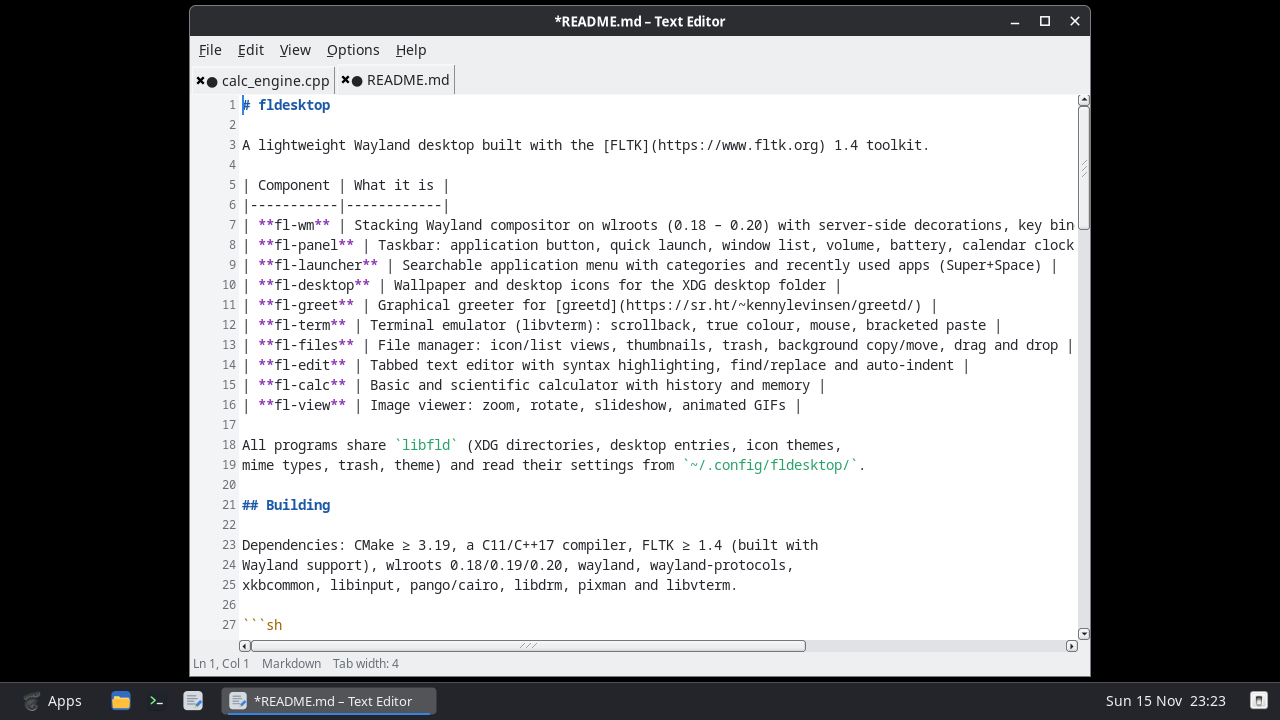 *README.md – Text Editor
File Edit View Options Help
calc_engine.cpp README.md
1 # fldesktop
2
3 A lightweight Wayland desktop built with the [FLTK](https://www.fltk.org) 1.4 toolkit.
4
5 | Component | What it is |
6 |-----------|------------|
7 | **fl-wm** | Stacking Wayland compositor on wlroots (0.18 – 0.20) with server-side decorations, key bin
8 | **fl-panel** | Taskbar: application button, quick launch, window list, volume, battery, calendar clock
9 | **fl-launcher** | Searchable application menu with categories and recently used apps (Super+Space) |
10 | **fl-desktop** | Wallpaper and desktop icons for the XDG desktop folder |
11 | **fl-greet** | Graphical greeter for [greetd](https://sr.ht/~kennylevinsen/greetd/) |
12 | **fl-term** | Terminal emulator (libvterm): scrollback, true colour, mouse, bracketed paste |
13 | **fl-files** | File manager: icon/list views, thumbnails, trash, background copy/move, drag and drop |
14 | **fl-edit** | Tabbed text editor with syntax highlighting, find/replace and auto-indent |
15 | **fl-calc** | Basic and scientific calculator with history and memory |
16 | **fl-view** | Image viewer: zoom, rotate, slideshow, animated GIFs |
17
18 All programs share `libfld` (XDG directories, desktop entries, icon themes,
19 mime types, trash, theme) and read their settings from `~/.config/fldesktop/`.
20
21 ## Building
22
23 Dependencies: CMake ≥ 3.19, a C11/C++17 compiler, FLTK ≥ 1.4 (built with
24 Wayland support), wlroots 0.18/0.19/0.20, wayland, wayland-protocols,
25 xkbcommon, libinput, pango/cairo, libdrm, pixman and libvterm.
26
27 ```sh
Ln 1, Col 1 Markdown Tab width: 4
Apps *README.md – Text Editor Sun 15 Nov 23:23